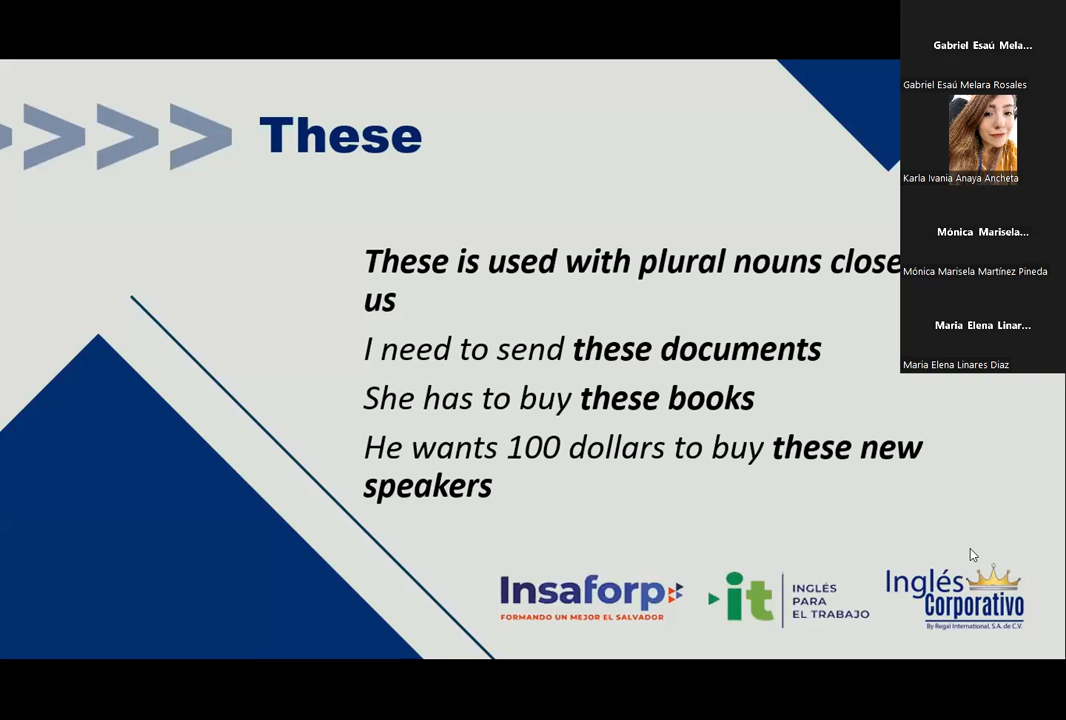 These
These is used with plural nouns close
us
I need to send these documents
She has to buy these books
He wants 100 dollars to buy these new
speakers
Insaforp
FORMANDO UN MEJOR EL SALVADOR
it
INGLÉS
PARA
EL TRABAJO
Inglés
Corporativo
By Regal International, S.A. de C.V.
Gabriel Esaú Mela...
Gabriel Esaú Melara Rosales
Karla Ivania Anaya Ancheta
Mónica Marisela...
Mónica Marisela Martínez Pineda
Maria Elena Linar...
Maria Elena Linares Diaz